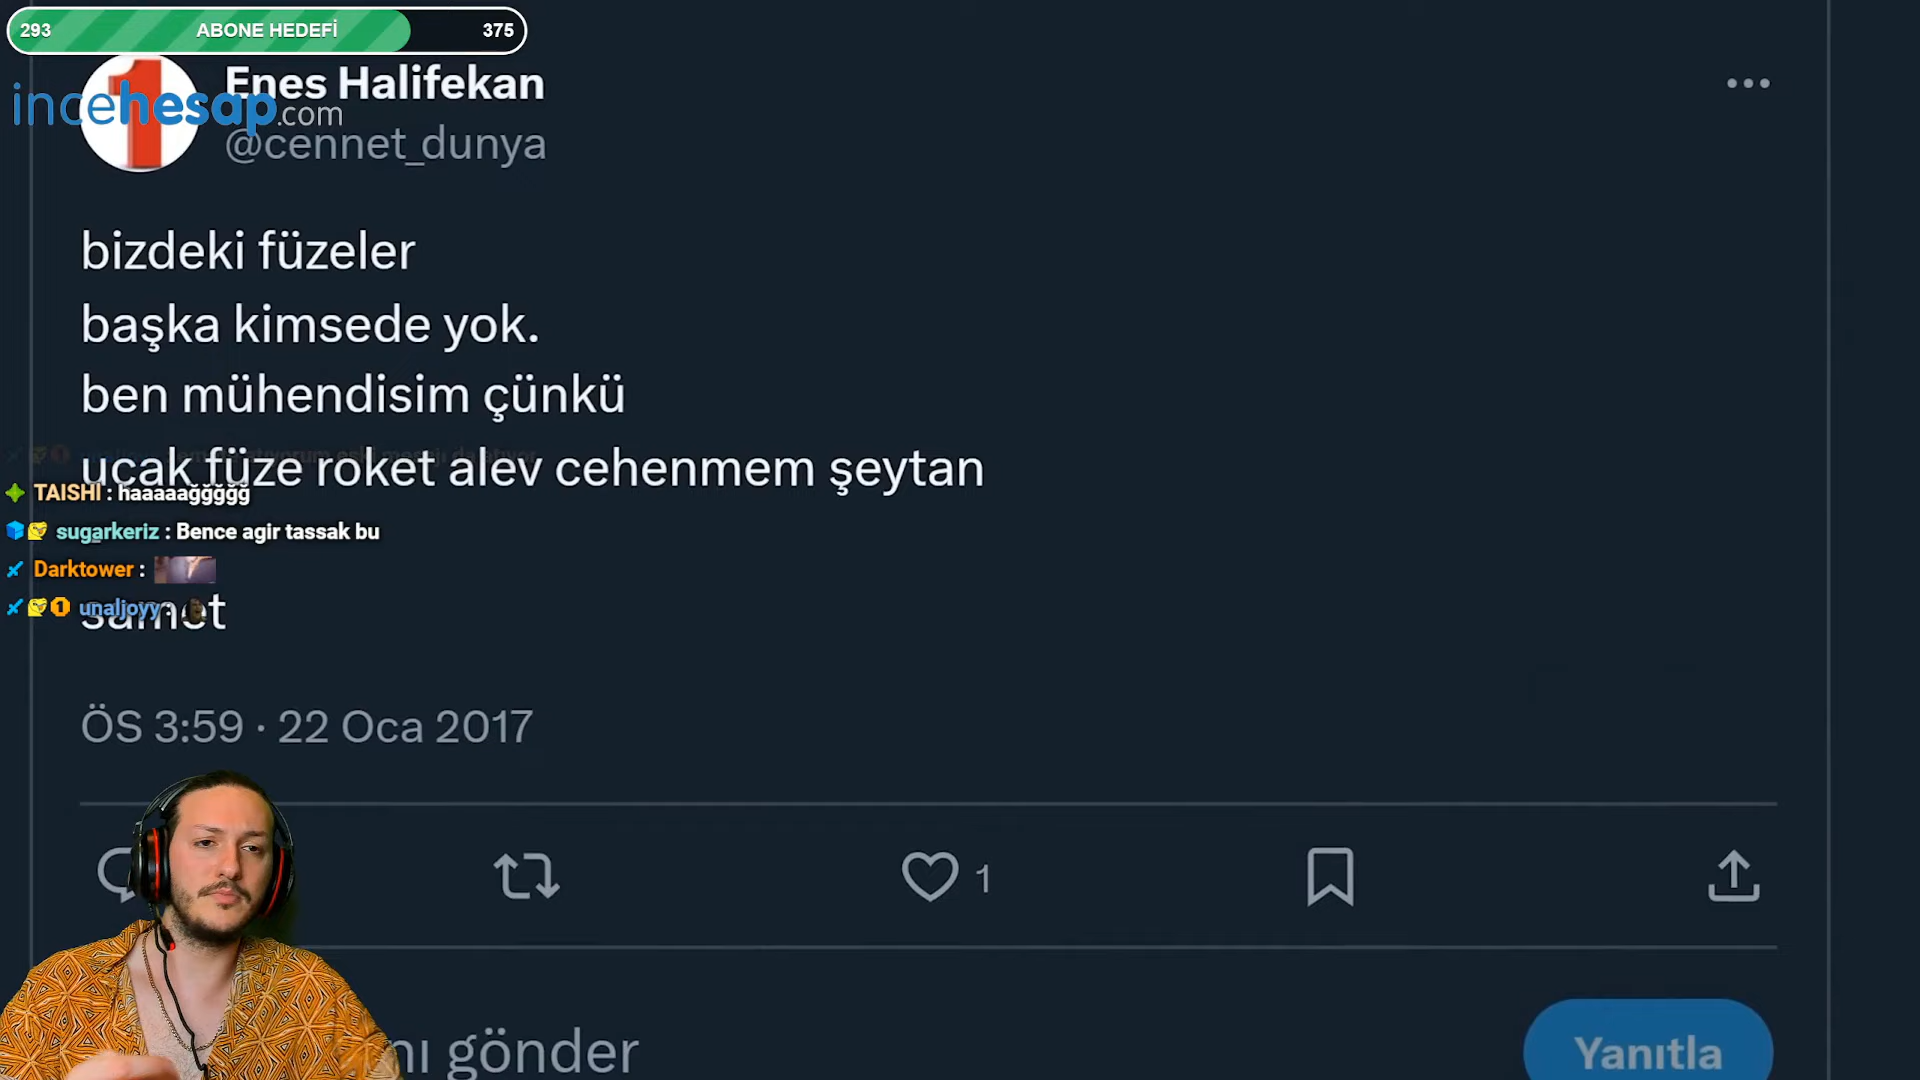 293 ABONE HEDEFİ 375
incehesap.com
Enes Halifekan
@cennet_dunya
bizdeki füzeler
başka kimsede yok.
ben mühendisim çünkü
uçak füze roket alev cehenmem şeytan
TAISHI : haaaaağğğğğ
sugarkeriz : Bence agir tassak bu
Darktower :
unaljoyy :
samet
ÖS 3:59 · 22 Oca 2017
1
gönder
Yanıtla